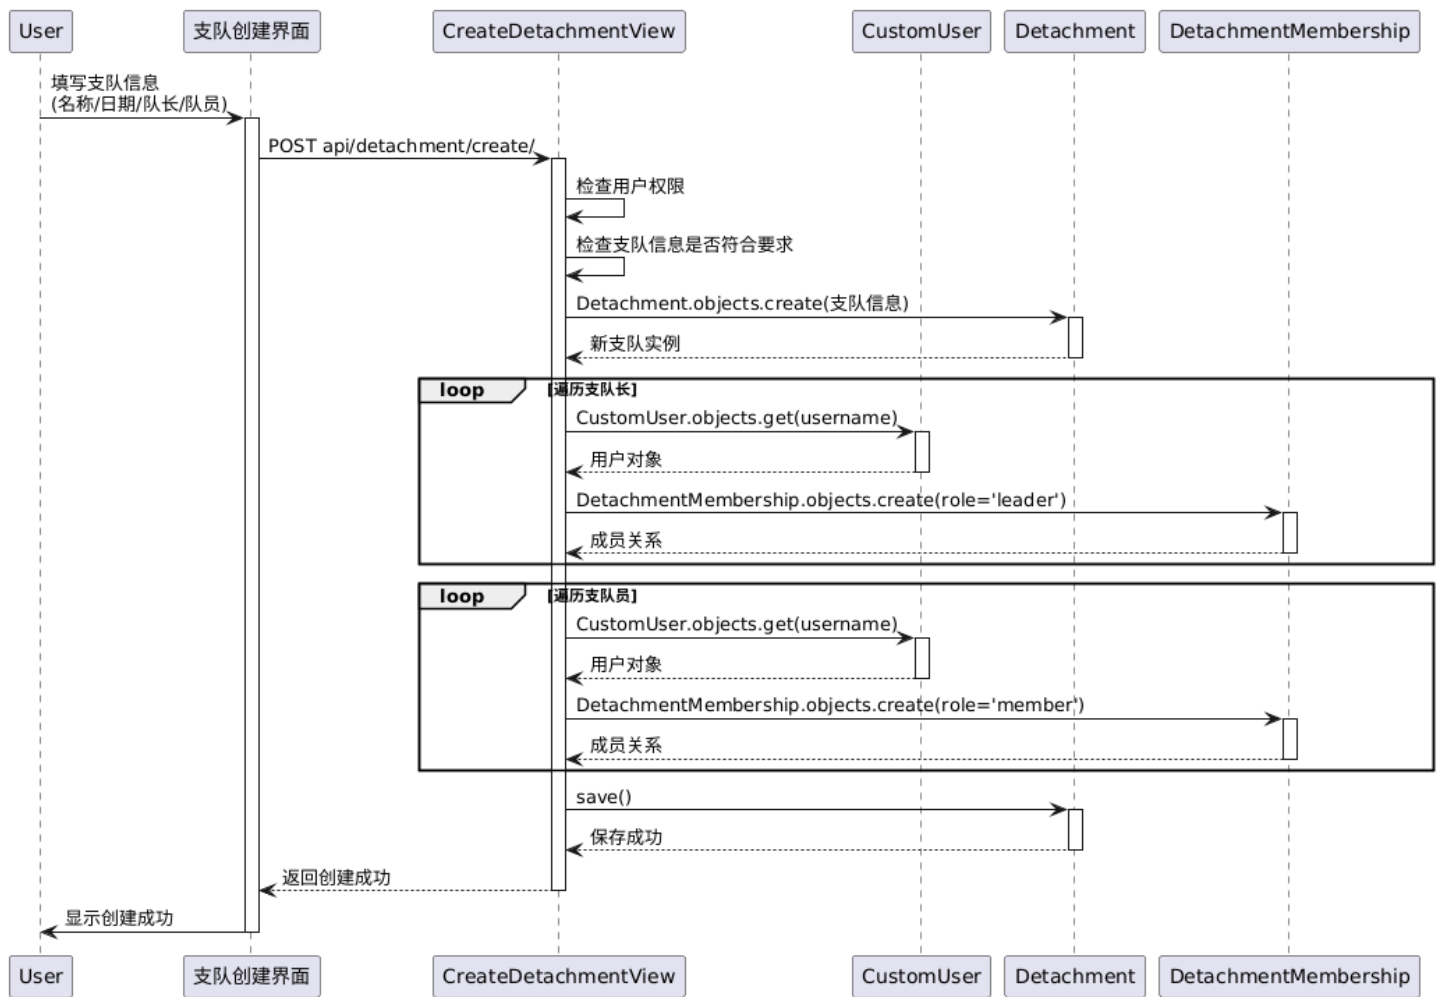 User
支队创建界面
CreateDetachmentView
CustomUser
Detachment
DetachmentMembership
填写支队信息
(名称/日期/队长/队员)
POST api/detachment/create/
检查用户权限
检查支队信息是否符合要求
Detachment.objects.create(支队信息)
新支队实例
loop
[遍历支队长]
CustomUser.objects.get(username)
用户对象
DetachmentMembership.objects.create(role='leader')
成员关系
loop
[遍历支队员]
CustomUser.objects.get(username)
用户对象
DetachmentMembership.objects.create(role='member')
成员关系
save()
保存成功
返回创建成功
显示创建成功
User
支队创建界面
CreateDetachmentView
CustomUser
Detachment
DetachmentMembership